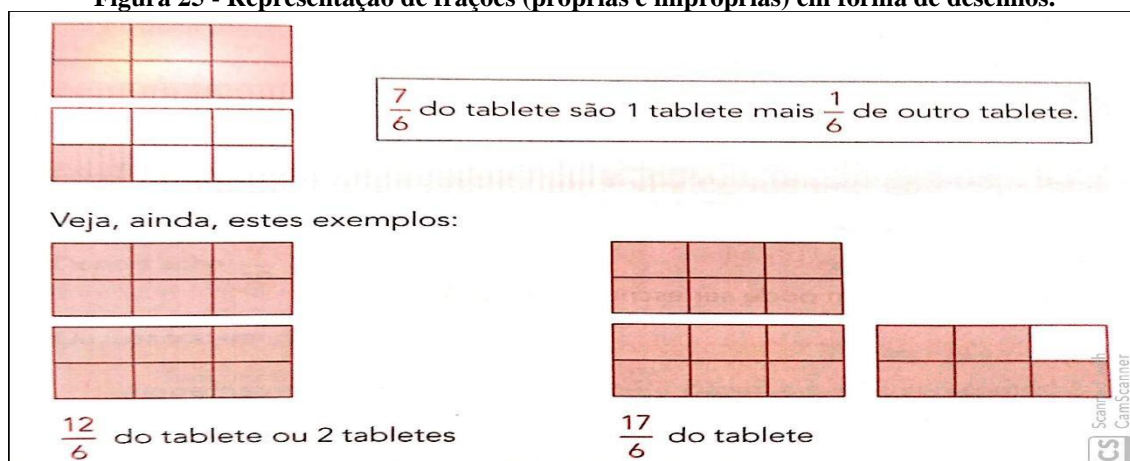 Figura 25 - Representação de frações (próprias e impróprias) em forma de desenhos.
7/6 do tablete são 1 tablete mais 1/6 de outro tablete.
Veja, ainda, estes exemplos:
12/6 do tablete ou 2 tabletes
17/6 do tablete
CS Scanned with CamScanner